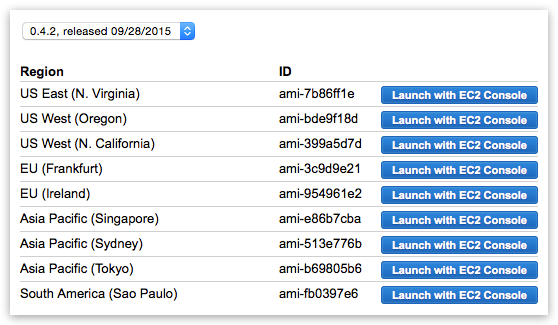 0.4.2, released 09/28/2015
Region ID
US East (N. Virginia) ami-7b86ff1e Launch with EC2 Console
US West (Oregon) ami-bde9f18d Launch with EC2 Console
US West (N. California) ami-399a5d7d Launch with EC2 Console
EU (Frankfurt) ami-3c9d9e21 Launch with EC2 Console
EU (Ireland) ami-954961e2 Launch with EC2 Console
Asia Pacific (Singapore) ami-e86b7cba Launch with EC2 Console
Asia Pacific (Sydney) ami-513e776b Launch with EC2 Console
Asia Pacific (Tokyo) ami-b69805b6 Launch with EC2 Console
South America (Sao Paulo) ami-fb0397e6 Launch with EC2 Console